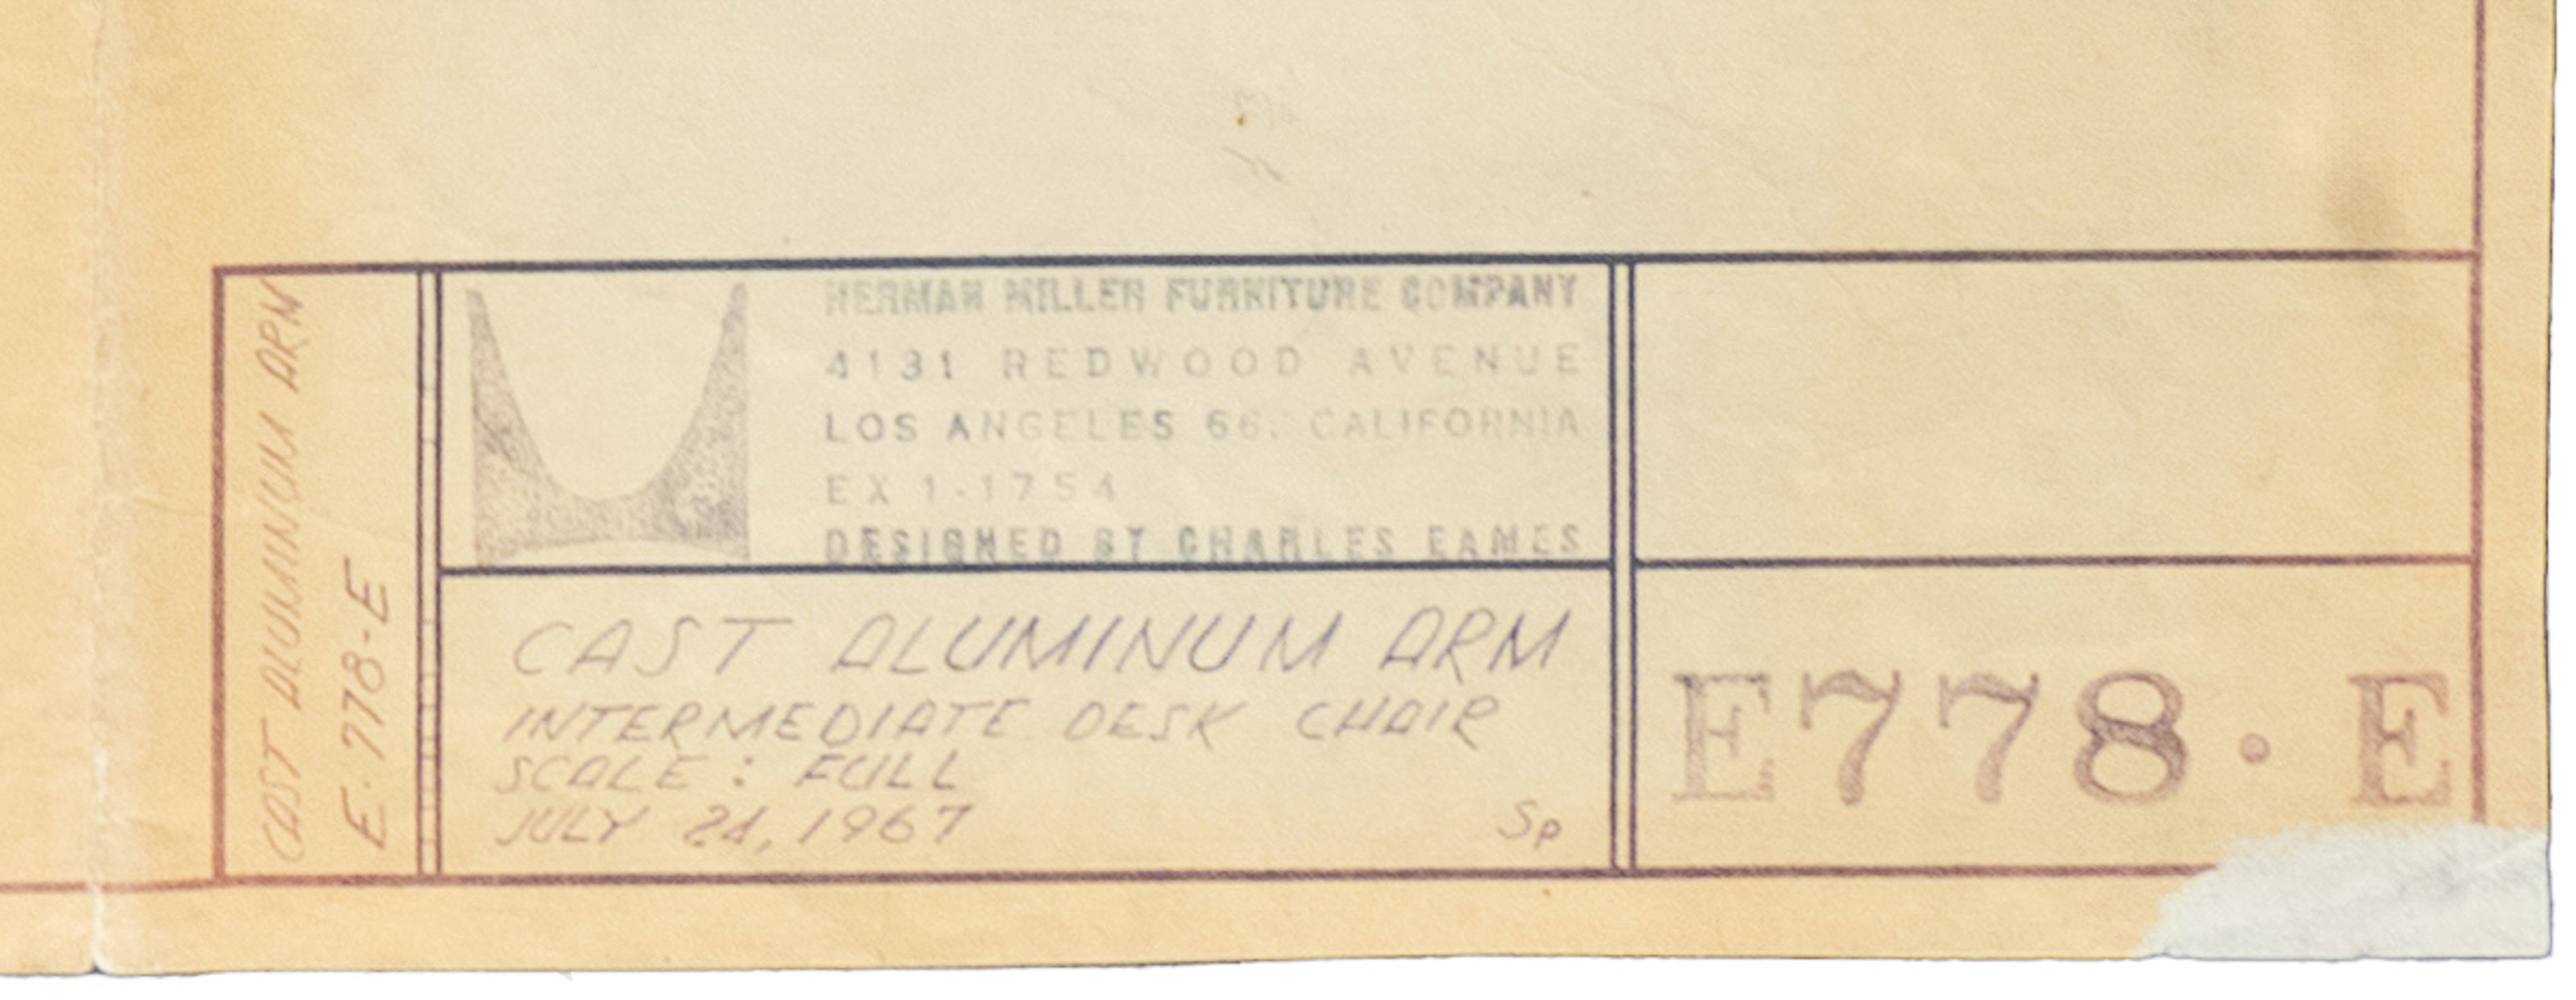 CAST ALUMINUM ARM
E-778-E
HERMAN MILLER FURNITURE COMPANY
4131 REDWOOD AVENUE
LOS ANGELES 66, CALIFORNIA
EX 1-1754
DESIGNED BY CHARLES EAMES
CAST ALUMINUM ARM
INTERMEDIATE DESK CHAIR
SCALE: FULL
JULY 24, 1967
Sp
E778·E